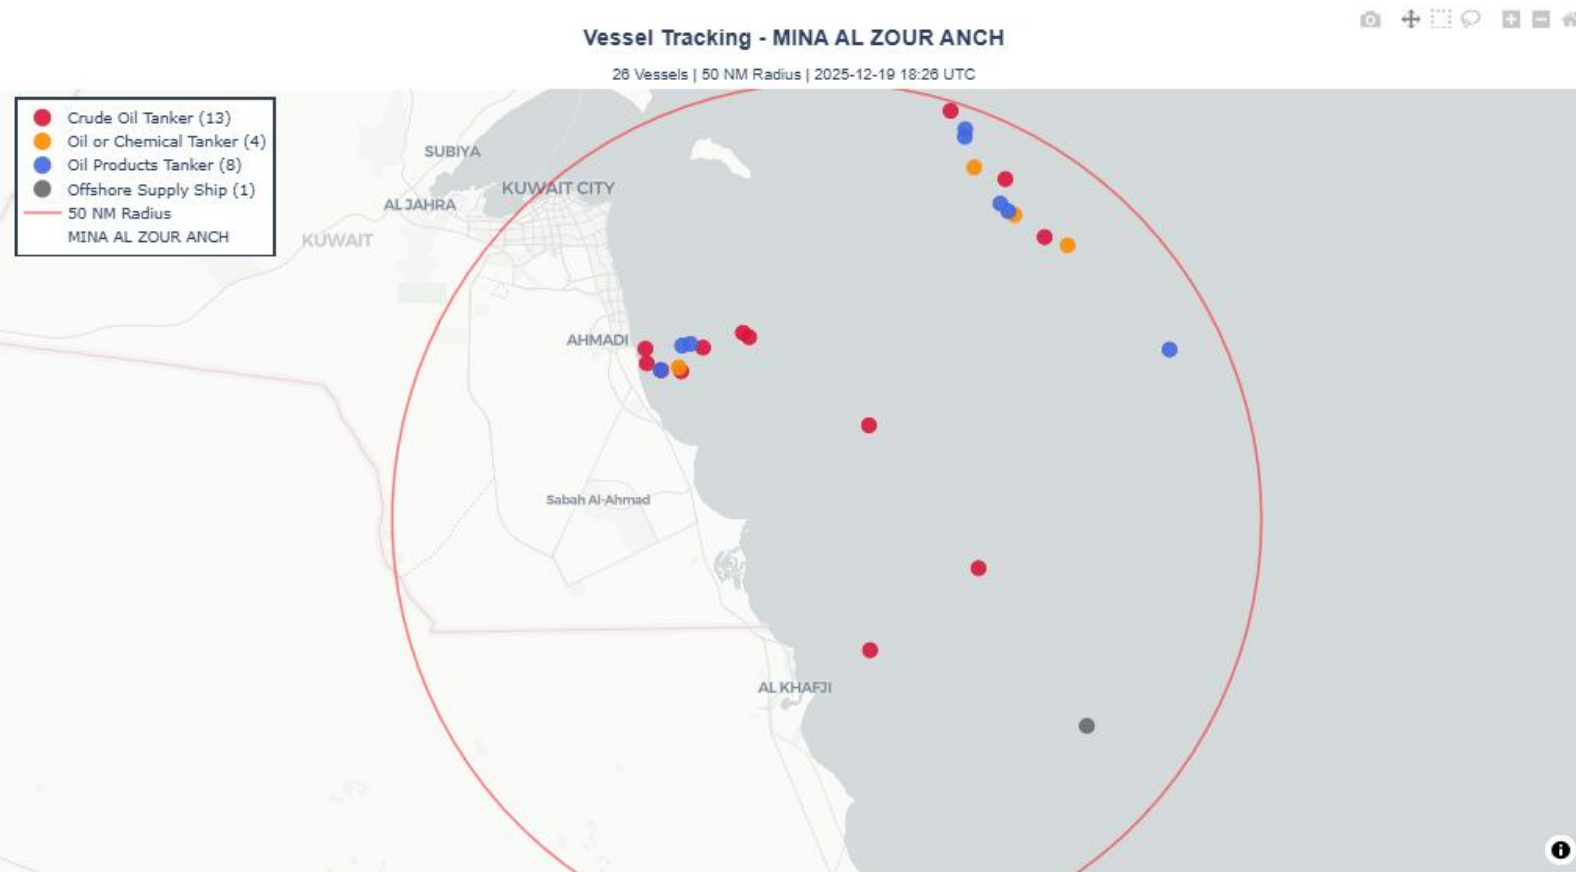 Vessel Tracking - MINA AL ZOUR ANCH
26 Vessels | 50 NM Radius | 2025-12-19 18:26 UTC
Crude Oil Tanker (13)
Oil or Chemical Tanker (4)
Oil Products Tanker (8)
Offshore Supply Ship (1)
50 NM Radius
MINA AL ZOUR ANCH
SUBIYA
KUWAIT CITY
AL JAHRA
KUWAIT
AHMADI
Sabah Al-Ahmad
AL KHAFJI